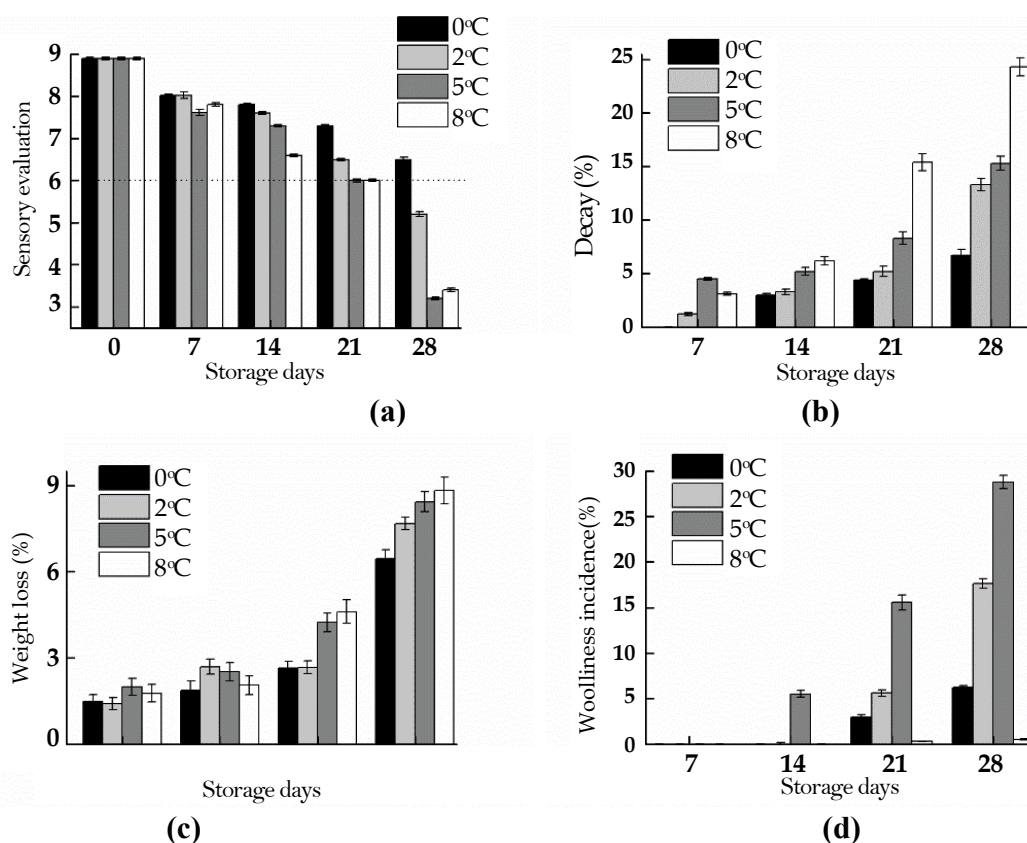 0°C
2°C
5°C
8°C
Sensory evaluation
9
8
7
6
5
4
3
0 7 14 21 28
Storage days
(a)
0°C
2°C
5°C
8°C
Decay (%)
25
20
15
10
5
0
7 14 21 28
Storage days
(b)
0°C
2°C
5°C
8°C
Weight loss (%)
9
6
3
0
Storage days
(c)
0°C
2°C
5°C
8°C
Woolliness incidence(%)
30
25
20
15
10
5
0
7 14 21 28
Storage days
(d)